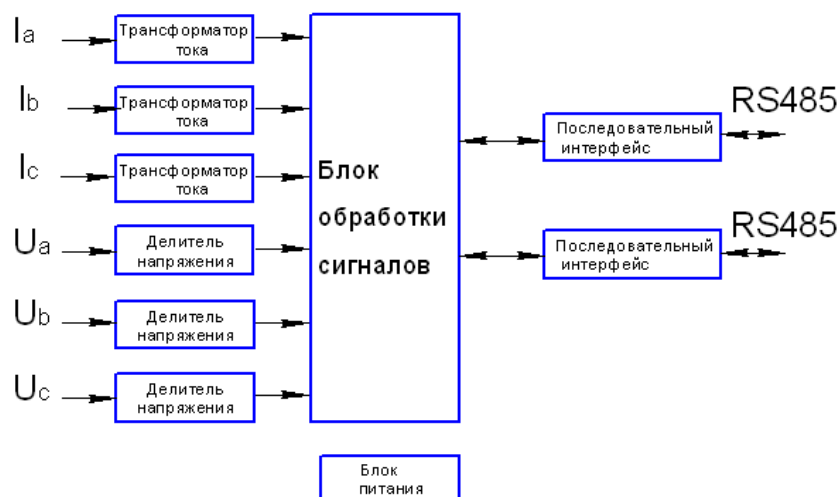 Ia
Трансформатор
тока
Ib
Трансформатор
тока
Ic
Трансформатор
тока
Ua
Делитель
напряжения
Ub
Делитель
напряжения
Uc
Делитель
напряжения
Блок
обработки
сигналов
Последовательный
интерфейс
RS485
Последовательный
интерфейс
RS485
Блок
питания